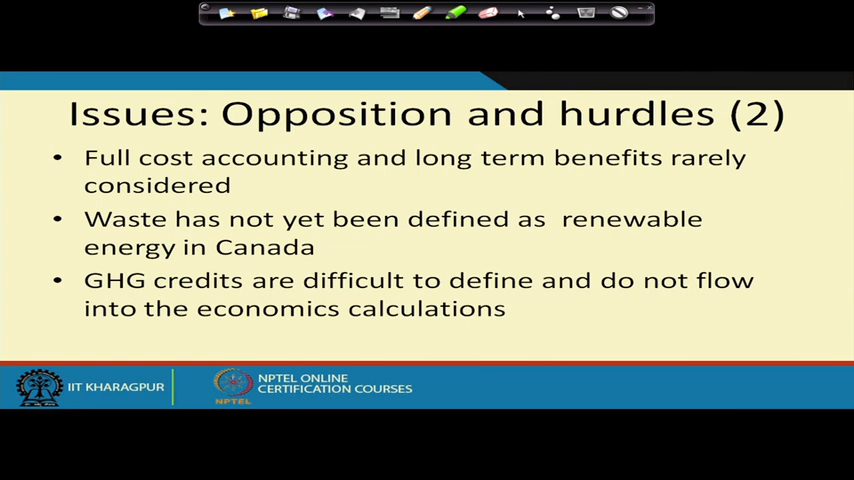 Issues: Opposition and hurdles (2)
• Full cost accounting and long term benefits rarely
considered
• Waste has not yet been defined as  renewable
energy in Canada
• GHG credits are difficult to define and do not flow
into the economics calculations
IIT KHARAGPUR
NPTEL ONLINE
CERTIFICATION COURSES
NPTEL